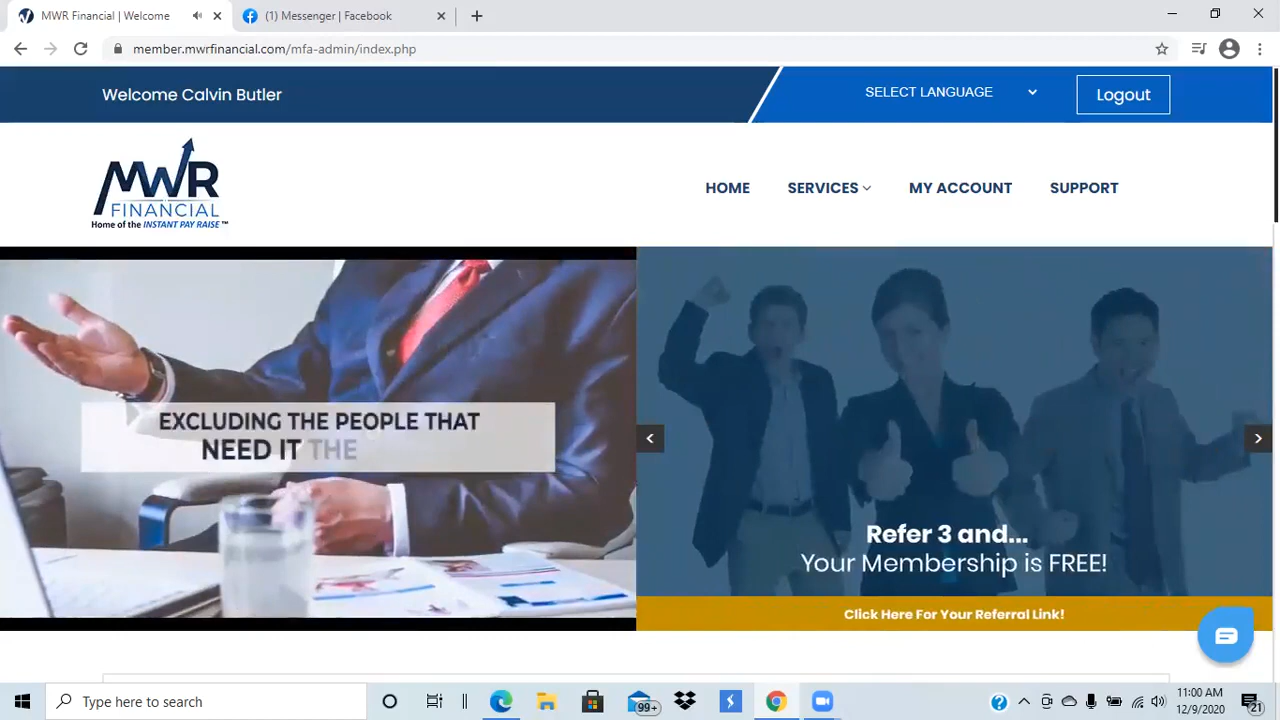 MWR Financial | Welcome
(1) Messenger | Facebook
member.mwrfinancial.com/mfa-admin/index.php
Welcome Calvin Butler
SELECT LANGUAGE
Logout
MWR
FINANCIAL
Home of the INSTANT PAY RAISE ™
HOME
SERVICES
MY ACCOUNT
SUPPORT
EXCLUDING THE PEOPLE THAT
NEED IT THE
Refer 3 and...
Your Membership is FREE!
Click Here For Your Referral Link!
Type here to search
99+
11:00 AM
12/9/2020
21